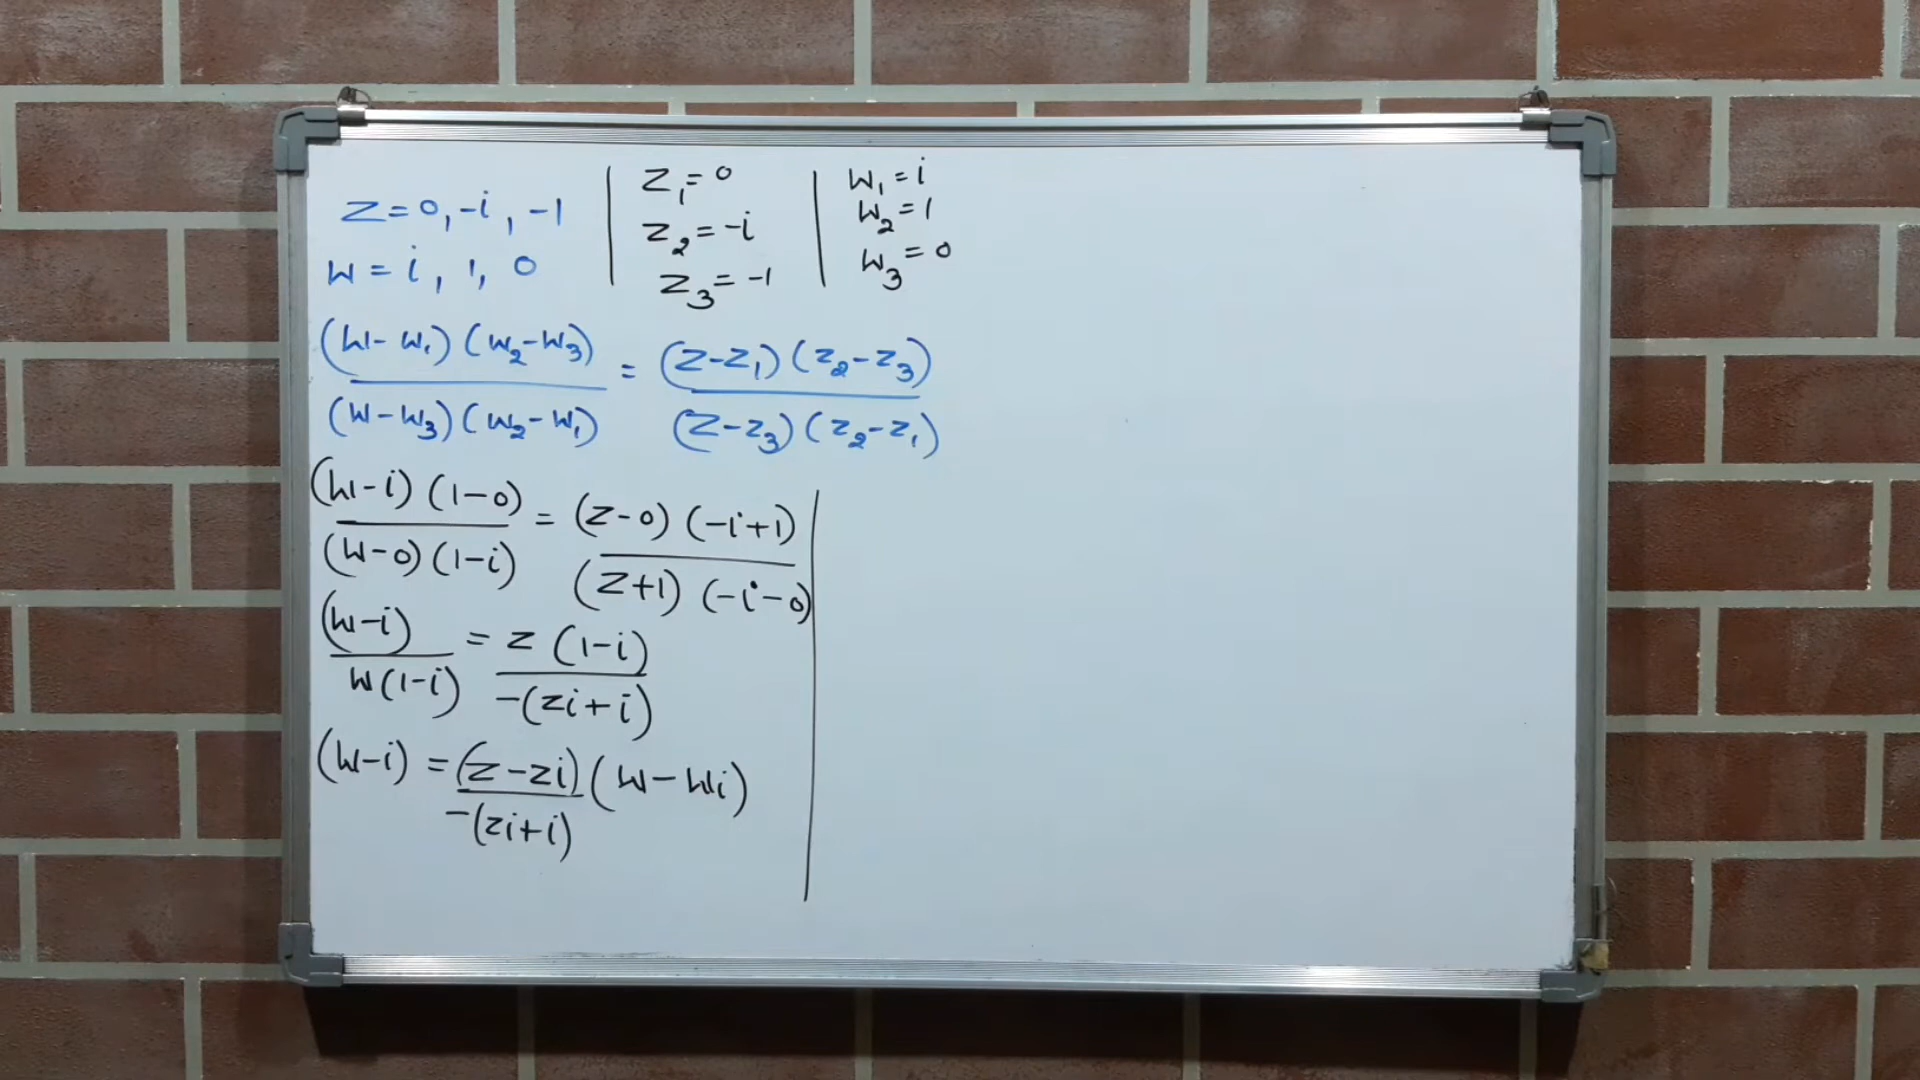 z = 0, -i, -1
w = i, 1, 0
z₁ = 0
z₂ = -i
z₃ = -1
w₁ = i
w₂ = 1
w₃ = 0
(w-w₁)(w₂-w₃) / (w-w₃)(w₂-w₁) = (z-z₁)(z₂-z₃) / (z-z₃)(z₂-z₁)
(w-i)(1-0) / (w-0)(1-i) = (z-0)(-i+1) / (z+1)(-i-0)
(w-i) / w(1-i) = z(1-i) / -(zi+i)
(w-i) = (z-zi) / -(zi+i) (w-wi)